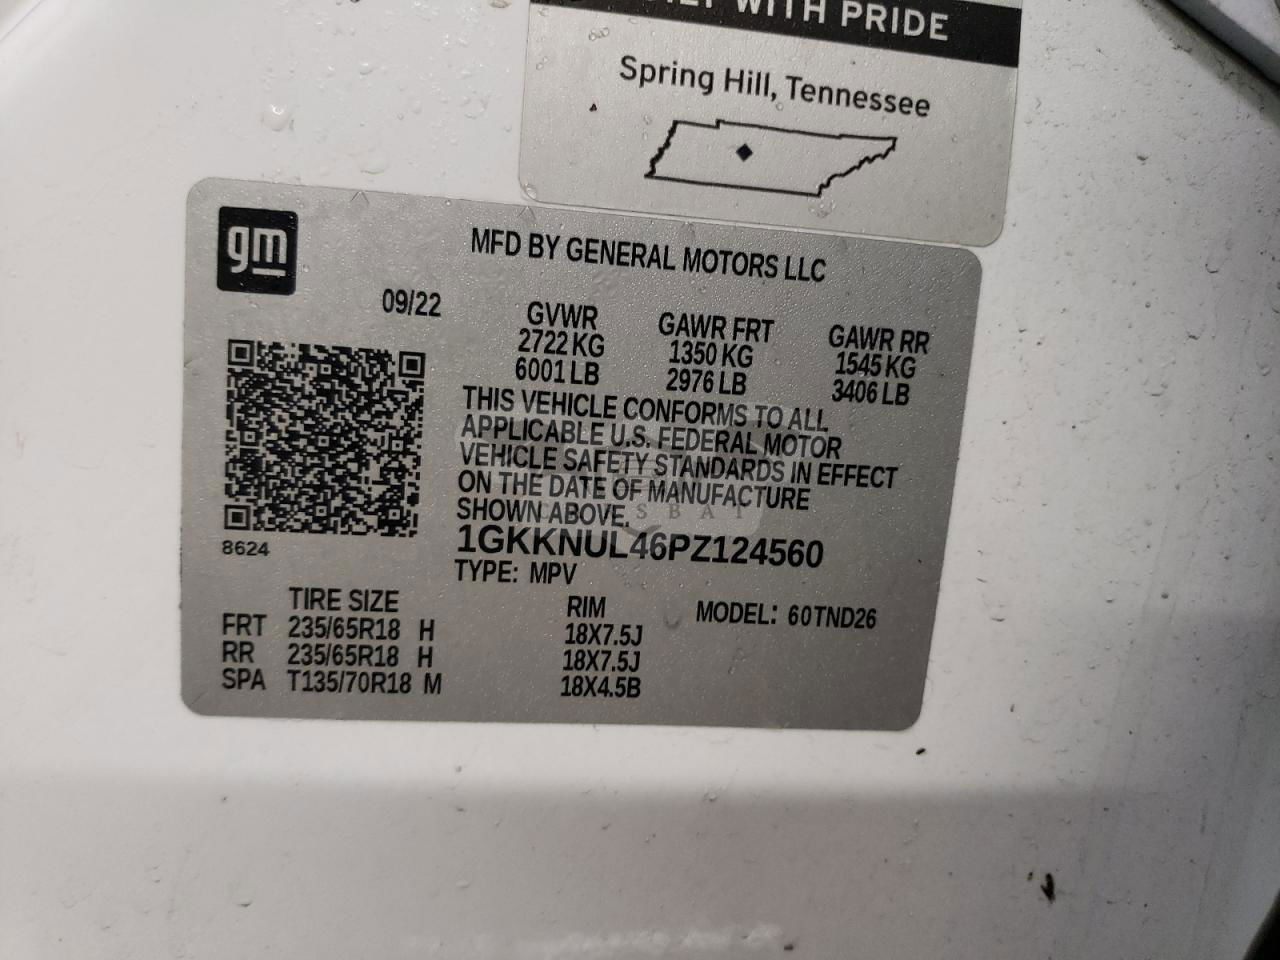 WITH PRIDE
Spring Hill, Tennessee
gm
MFD BY GENERAL MOTORS LLC
09/22
GVWR GAWR FRT GAWR RR
2722 KG 1350 KG 1545 KG
6001 LB 2976 LB 3406 LB
THIS VEHICLE CONFORMS TO ALL
APPLICABLE U.S. FEDERAL MOTOR
VEHICLE SAFETY STANDARDS IN EFFECT
ON THE DATE OF MANUFACTURE
SHOWN ABOVE.
8624
1GKKNUL46PZ124560
TYPE: MPV
TIRE SIZE RIM MODEL: 60TND26
FRT 235/65R18 H 18X7.5J
RR 235/65R18 H 18X7.5J
SPA T135/70R18 M 18X4.5B